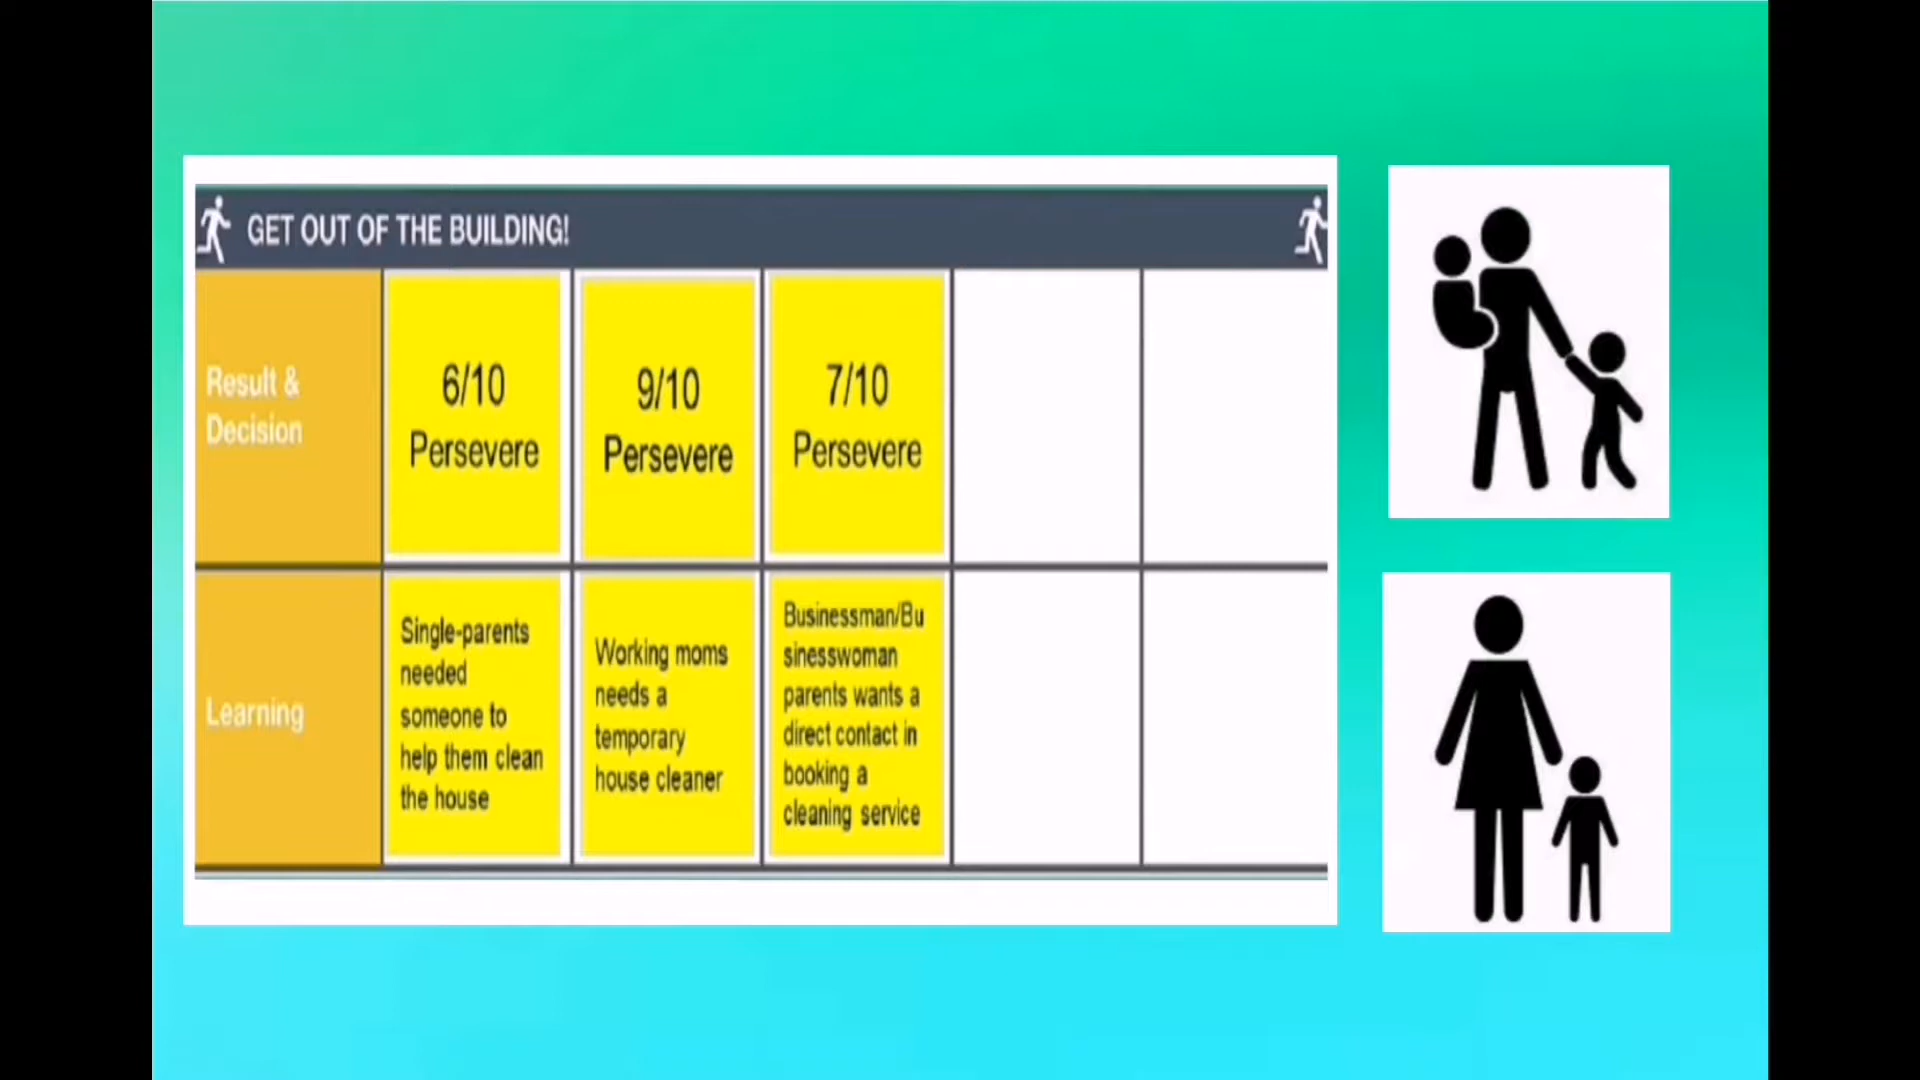 GET OUT OF THE BUILDING!
Result &
Decision
6/10
Persevere
9/10
Persevere
7/10
Persevere
Learning
Single-parents
needed
someone to
help them clean
the house
Working moms
needs a
temporary
house cleaner
Businessman/Bu
sinesswoman
parents wants a
direct contact in
booking a
cleaning service